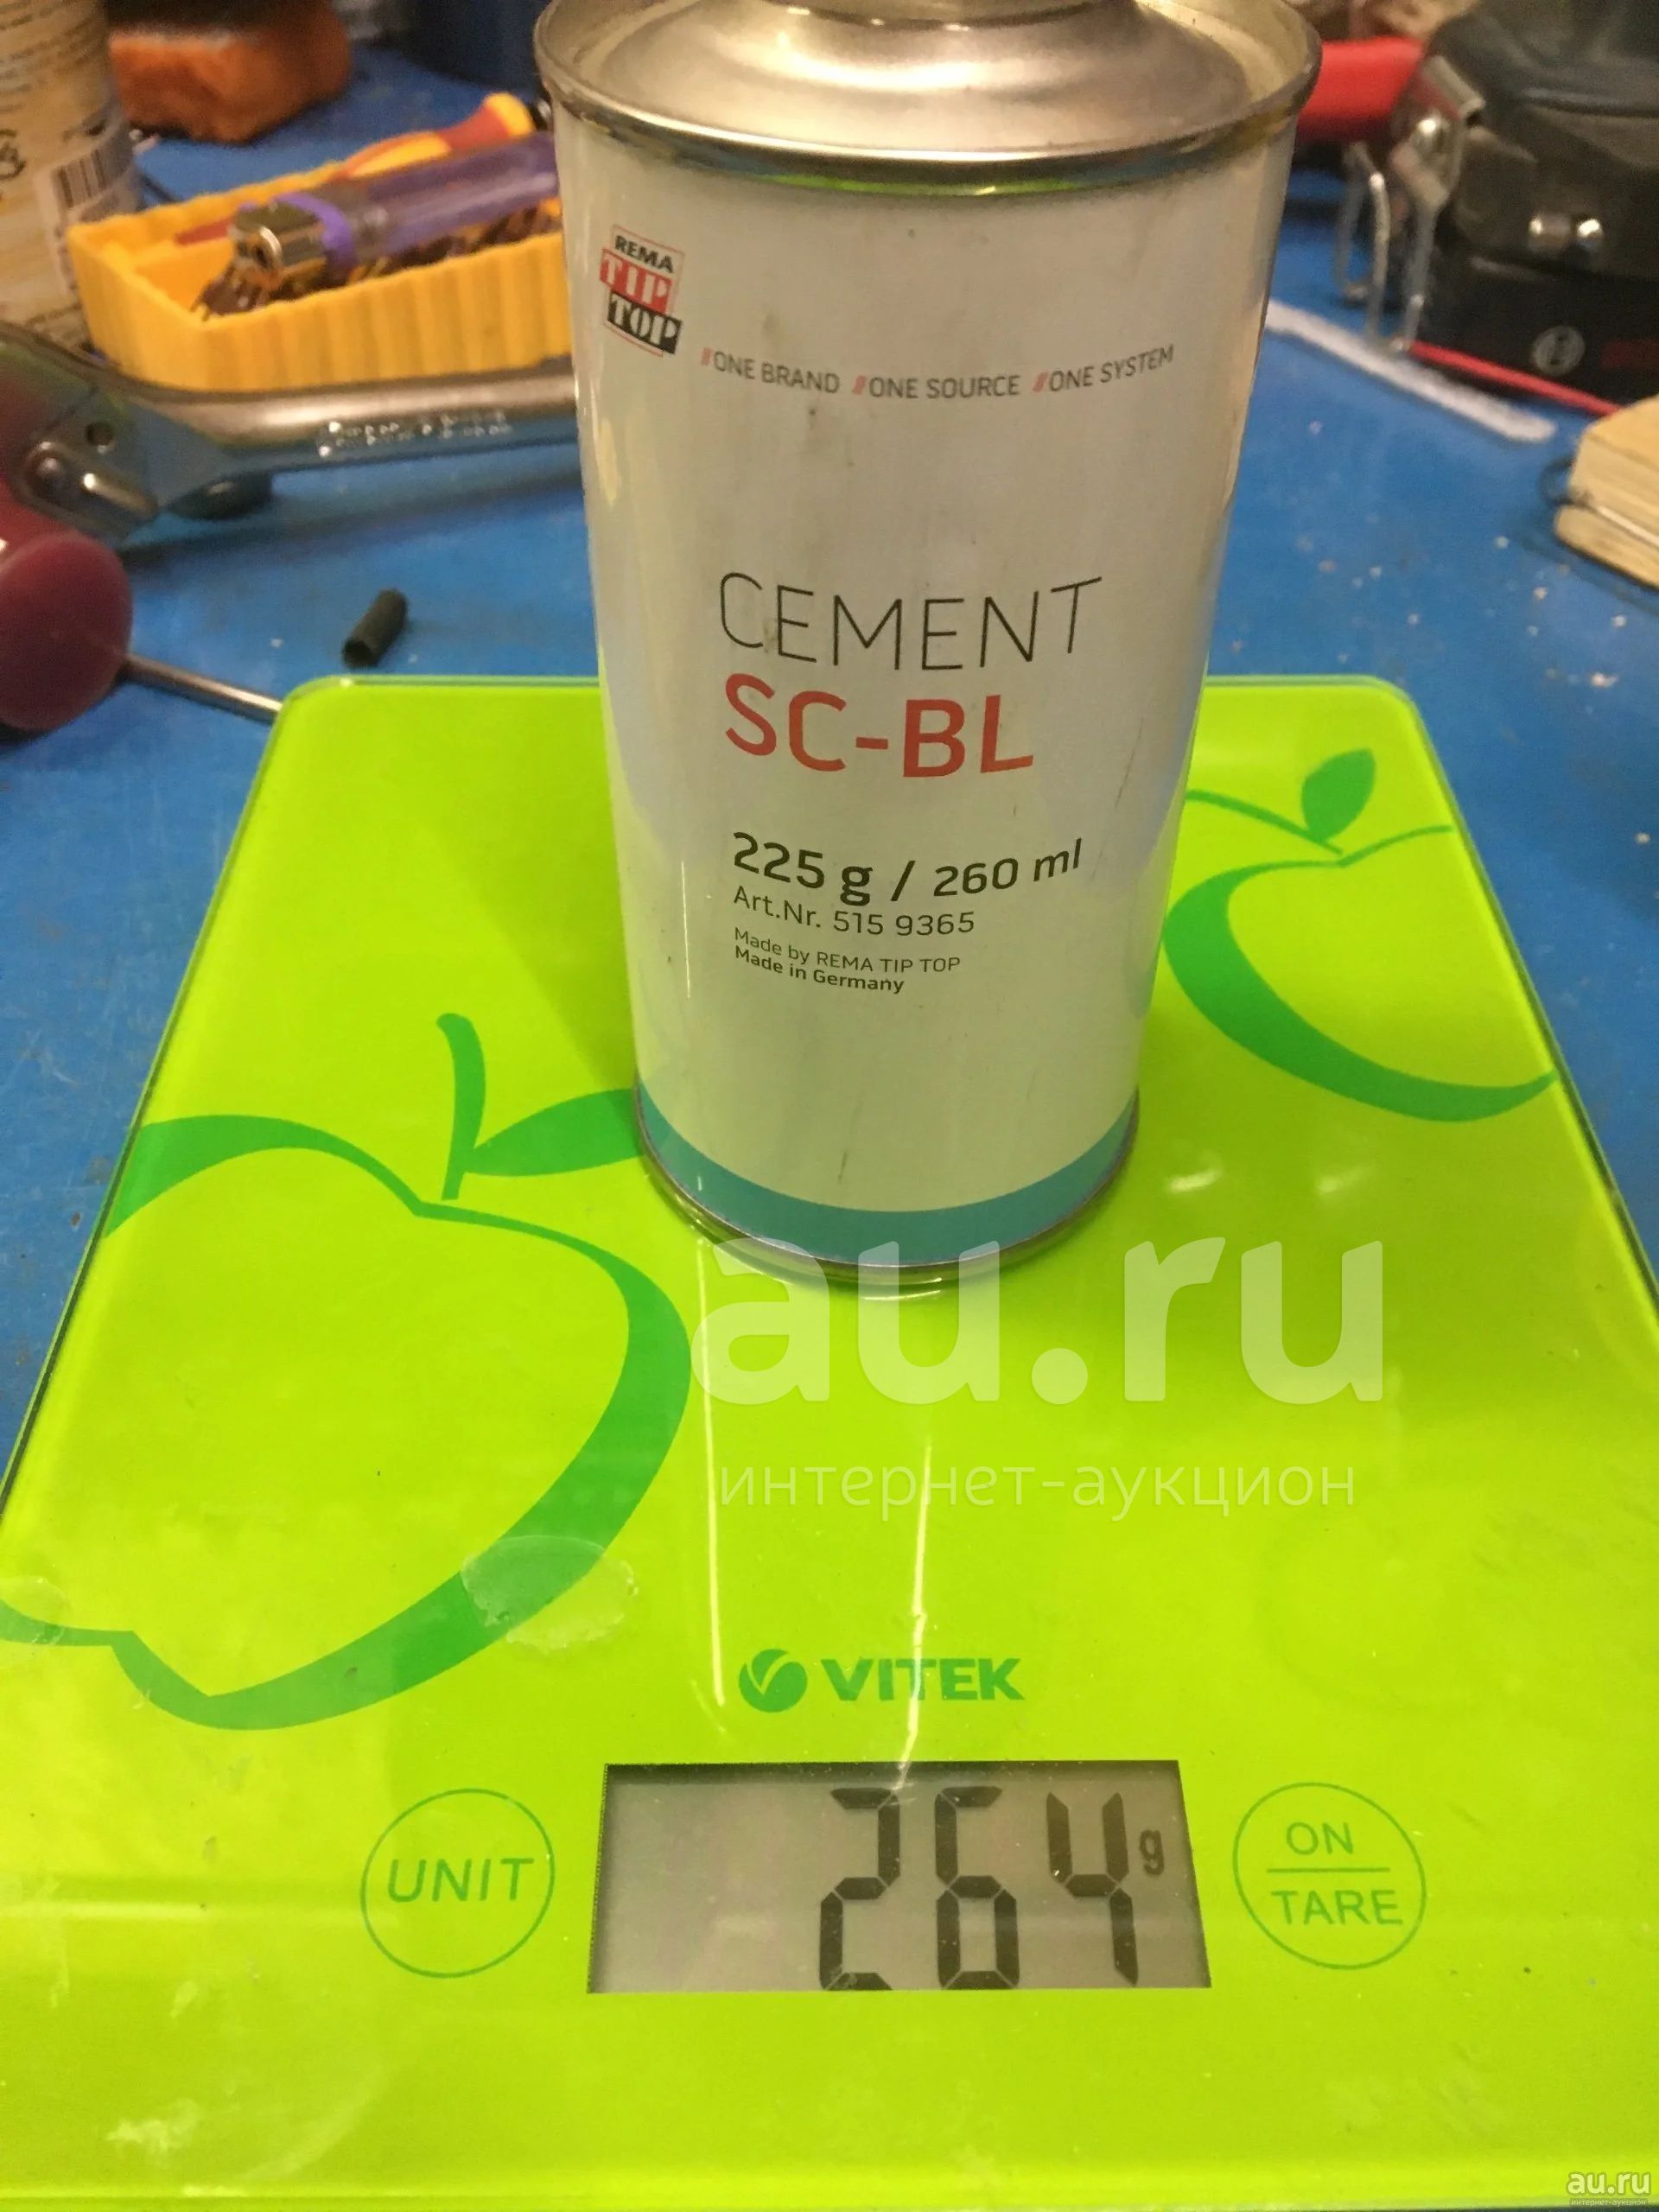 REMA
TIP
TOP
//ONE BRAND //ONE SOURCE //ONE SYSTEM
CEMENT
SC-BL
225 g / 260 ml
Art.Nr. 515 9365
Made by REMA TIP TOP
Made in Germany
au.ru
интернет-аукцион
VITEK
UNIT
264 g
ON
TARE
au.ru
интернет-аукцион